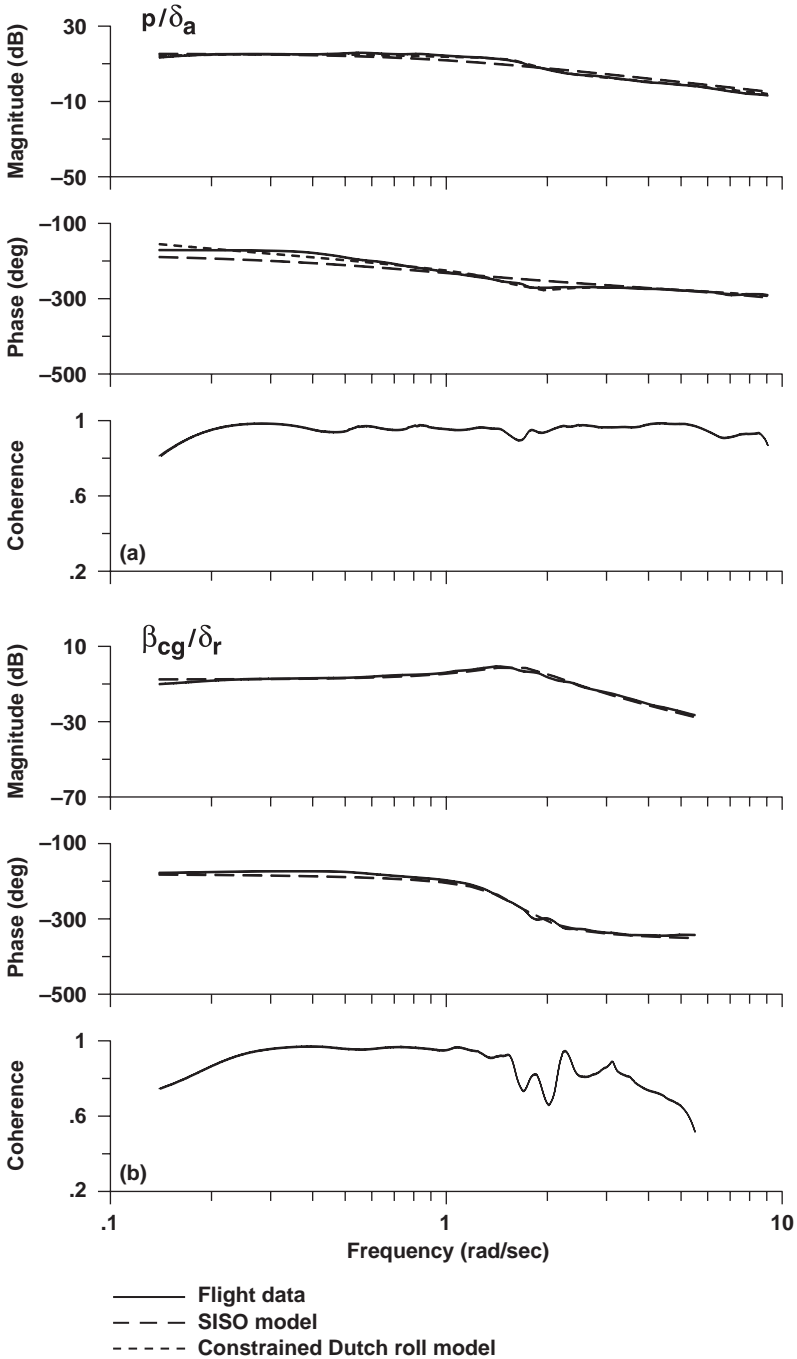 p/δa
Magnitude (dB)
30
–10
–50
Phase (deg)
–100
–300
–500
Coherence
1
.6
.2
(a)
βcg/δr
Magnitude (dB)
10
–30
–70
Phase (deg)
–100
–300
–500
Coherence
1
.6
.2
(b)
.1 1 10
Frequency (rad/sec)
Flight data
SISO model
Constrained Dutch roll model